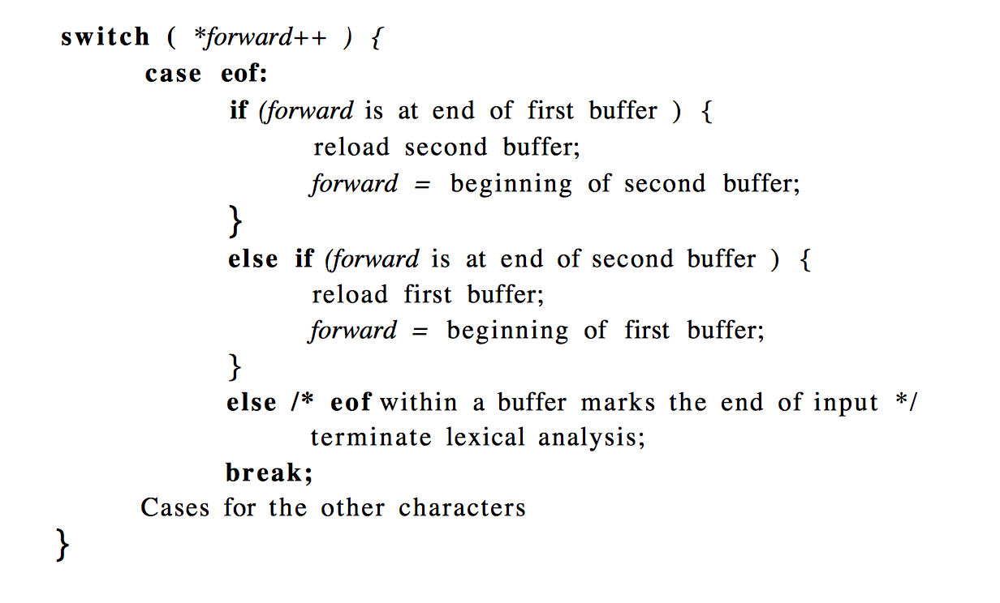 switch ( *forward++ ) {
case eof:
if (forward is at end of first buffer ) {
reload second buffer;
forward = beginning of second buffer;
}
else if (forward is at end of second buffer ) {
reload first buffer;
forward = beginning of first buffer;
}
else /* eof within a buffer marks the end of input */
terminate lexical analysis;
break;
Cases for the other characters
}